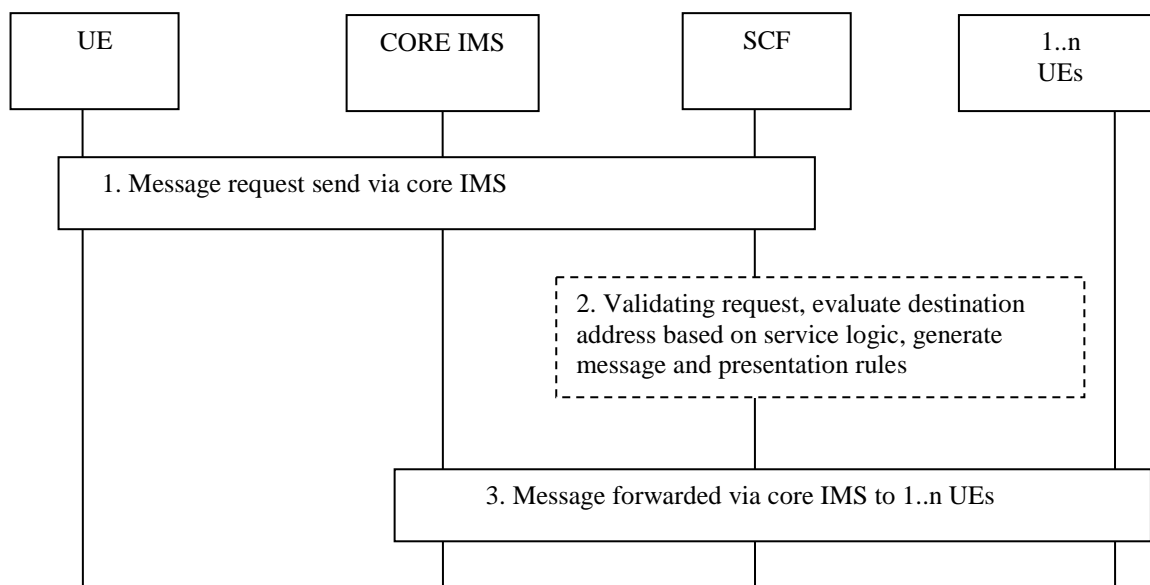 UE
CORE IMS
SCF
1..n
UEs
1. Message request send via core IMS
2. Validating request, evaluate destination
address based on service logic, generate
message and presentation rules
3. Message forwarded via core IMS to 1..n UEs